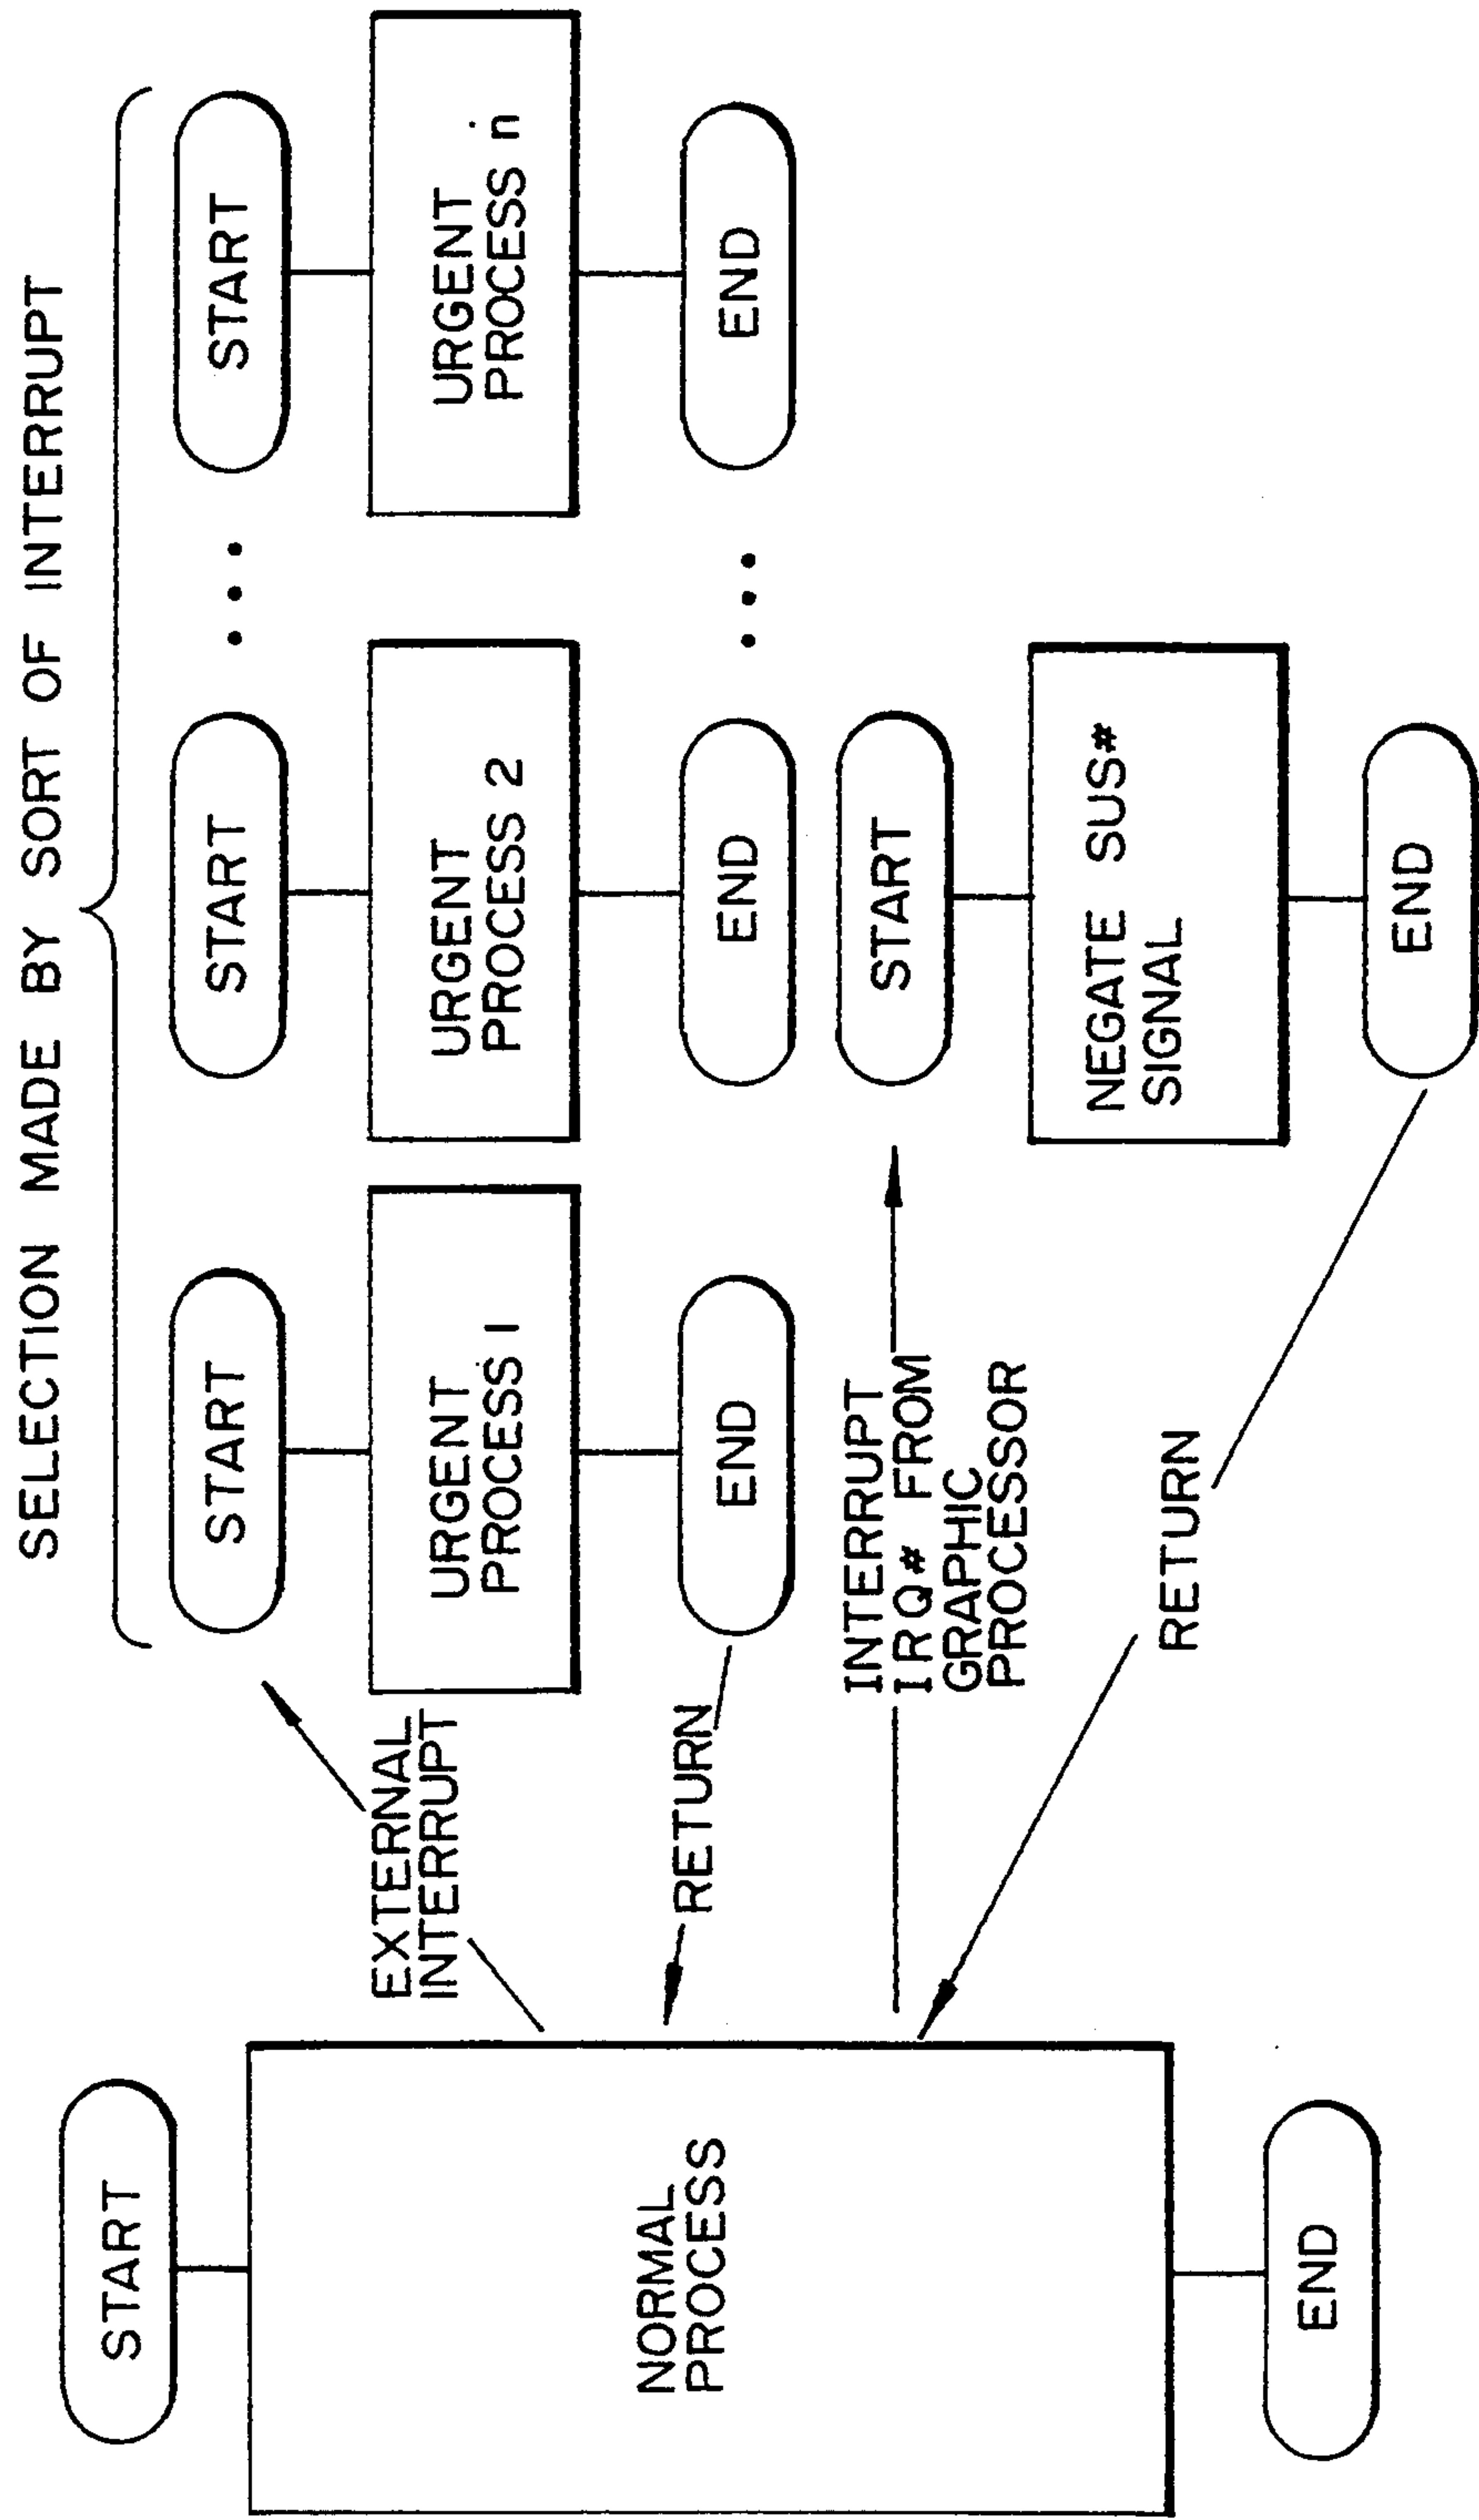 SELECTION MADE BY SORT OF INTERRUPT
START
START
START
START
NORMAL
PROCESS
END
EXTERNAL
INTERRUPT
URGENT
PROCESS 1
URGENT
PROCESS 2
URGENT
PROCESS n
...
RETURN
END
END
...
END
INTERRUPT
IRQ# FROM
GRAPHIC
PROCESSOR
START
NEGATE SUS#
SIGNAL
END
RETURN